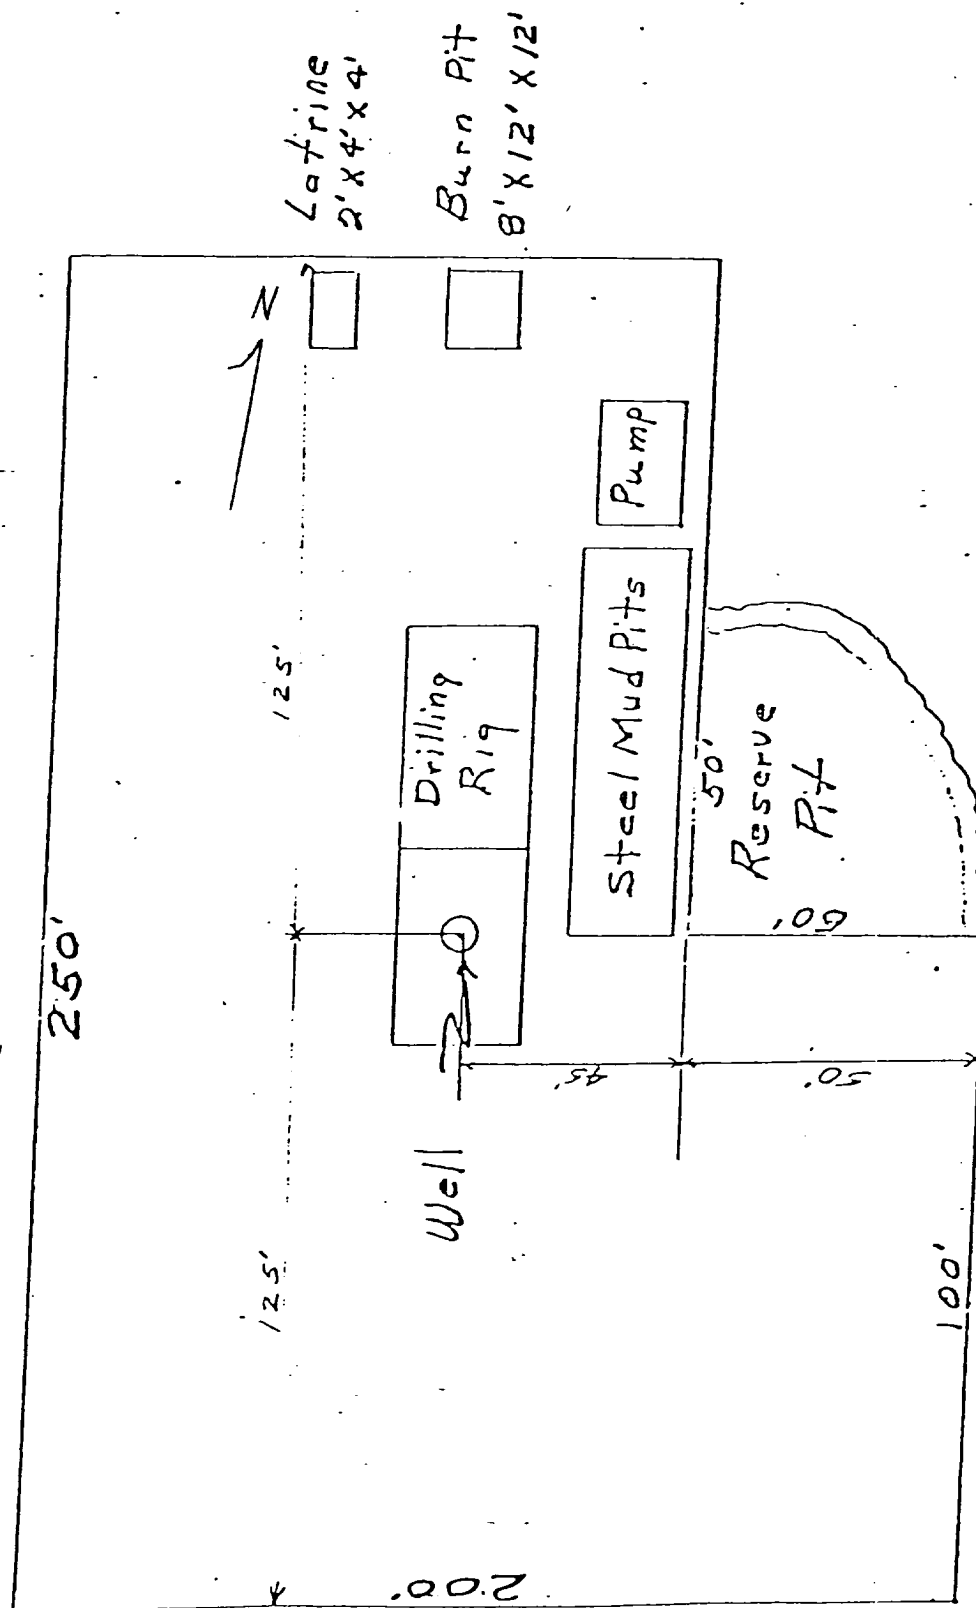 Latrine
2'x4'x4'
Burn Pit
8'x12'x12'
N
250'
125'
125'
Pump
Drilling
Rig
Steel Mud Pits
Well
50'
Reserve
Pit
60'
45'
50'
200'
100'